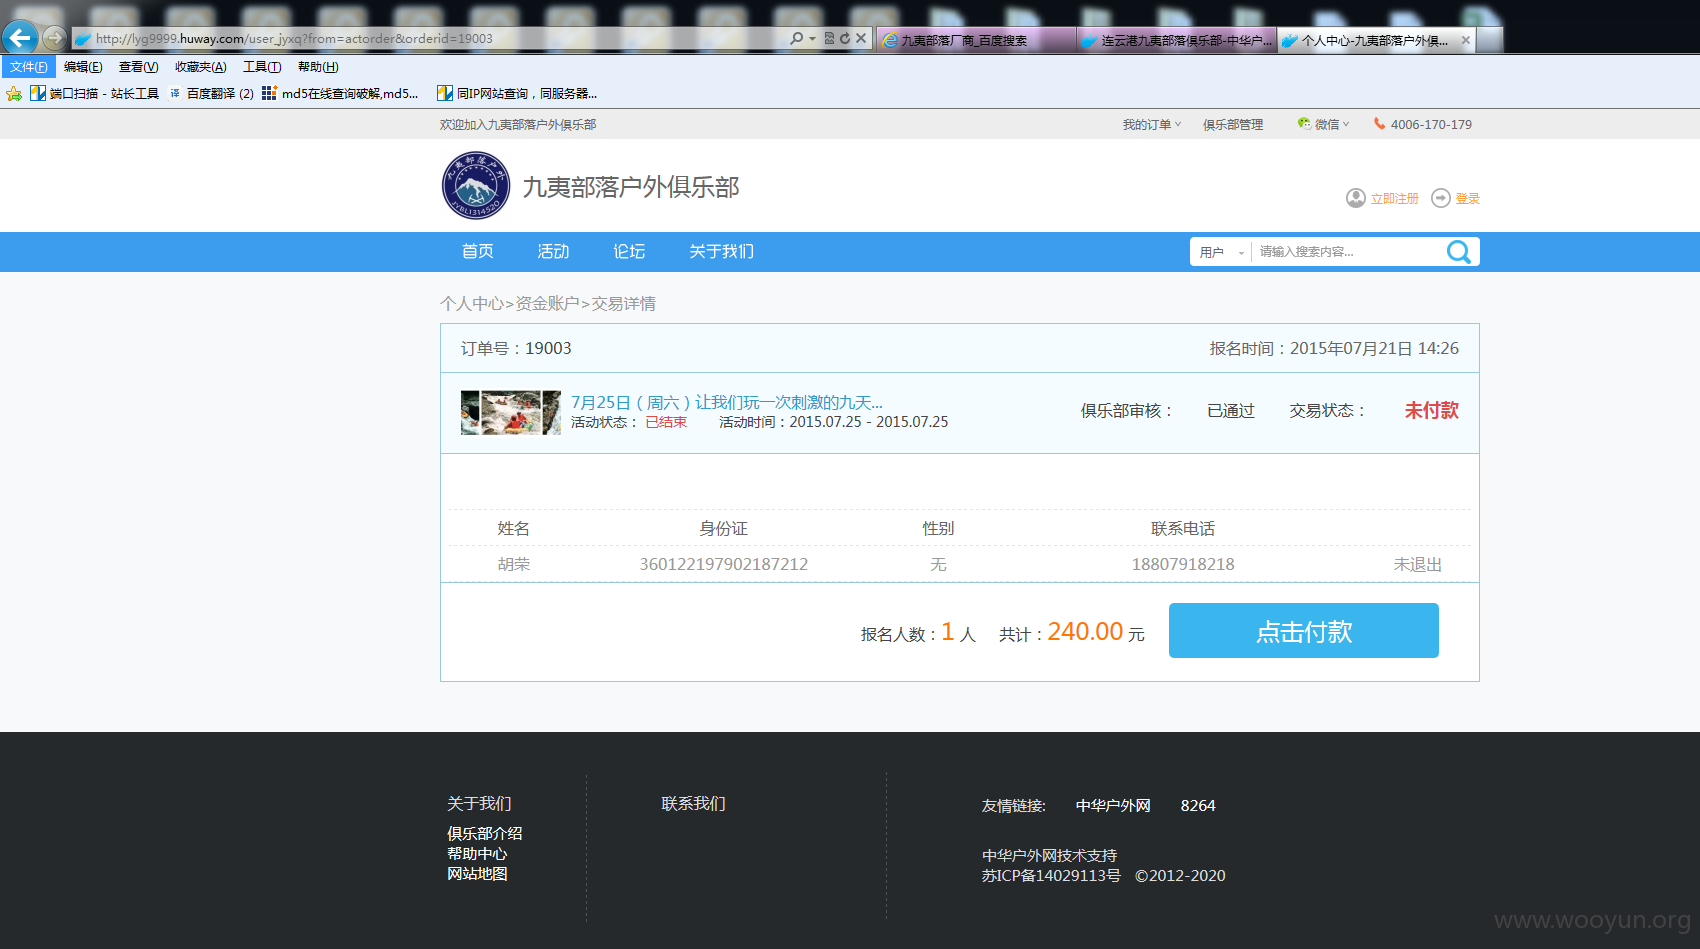 http://lyg9999.huway.com/user_jyxq?from=actorder&orderid=19003
九夷部落厂商_百度搜索
连云港九夷部落俱乐部-中华户...
个人中心-九夷部落户外俱...
文件(F) 编辑(E) 查看(V) 收藏夹(A) 工具(T) 帮助(H)
端口扫描 - 站长工具 百度翻译 (2) md5在线查询破解,md5... 同IP网站查询，同服务器...
欢迎加入九夷部落户外俱乐部 我的订单 俱乐部管理 微信 4006-170-179
九夷部落户外
JYBL1314520
九夷部落户外俱乐部
立即注册 登录
首页 活动 论坛 关于我们 用户 请输入搜索内容...
个人中心>资金账户>交易详情
订单号：19003 报名时间：2015年07月21日 14:26
7月25日（周六）让我们玩一次刺激的九天...
活动状态： 已结束 活动时间：2015.07.25 - 2015.07.25
俱乐部审核： 已通过 交易状态： 未付款
姓名 身份证 性别 联系电话
胡荣 360122197902187212 无 18807918218 未退出
报名人数：1 人 共计：240.00 元 点击付款
关于我们
俱乐部介绍
帮助中心
网站地图
联系我们
友情链接: 中华户外网 8264
中华户外网技术支持
苏ICP备14029113号 ©2012-2020
www.wooyun.org